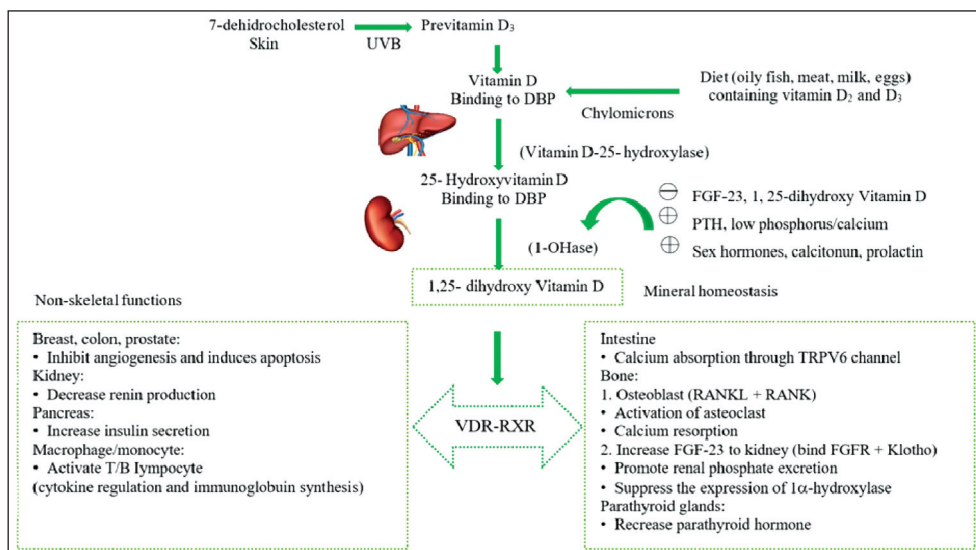 7-dehidrocholesterol
Skin
UVB
Previtamin D₃
Vitamin D
Binding to DBP
Diet (oily fish, meat, milk, eggs)
containing vitamin D₂ and D₃
Chylomicrons
(Vitamin D-25- hydroxylase)
25- Hydroxyvitamin D
Binding to DBP
⊖ FGF-23, 1, 25-dihydroxy Vitamin D
⊕ PTH, low phosphorus/calcium
⊕ Sex hormones, calcitonun, prolactin
(1-OHase)
1,25- dihydroxy Vitamin D
Non-skeletal functions
Mineral homeostasis
Breast, colon, prostate:
• Inhibit angiogenesis and induces apoptosis
Kidney:
• Decrease renin production
Pancreas:
• Increase insulin secretion
Macrophage/monocyte:
• Activate T/B Iympocyte
(cytokine regulation and immunoglobuin synthesis)
VDR-RXR
Intestine
• Calcium absorption through TRPV6 channel
Bone:
1. Osteoblast (RANKL + RANK)
• Activation of asteoclast
• Calcium resorption
2. Increase FGF-23 to kidney (bind FGFR + Klotho)
• Promote renal phosphate excretion
• Suppress the expression of 1α-hydroxylase
Parathyroid glands:
• Recrease parathyroid hormone